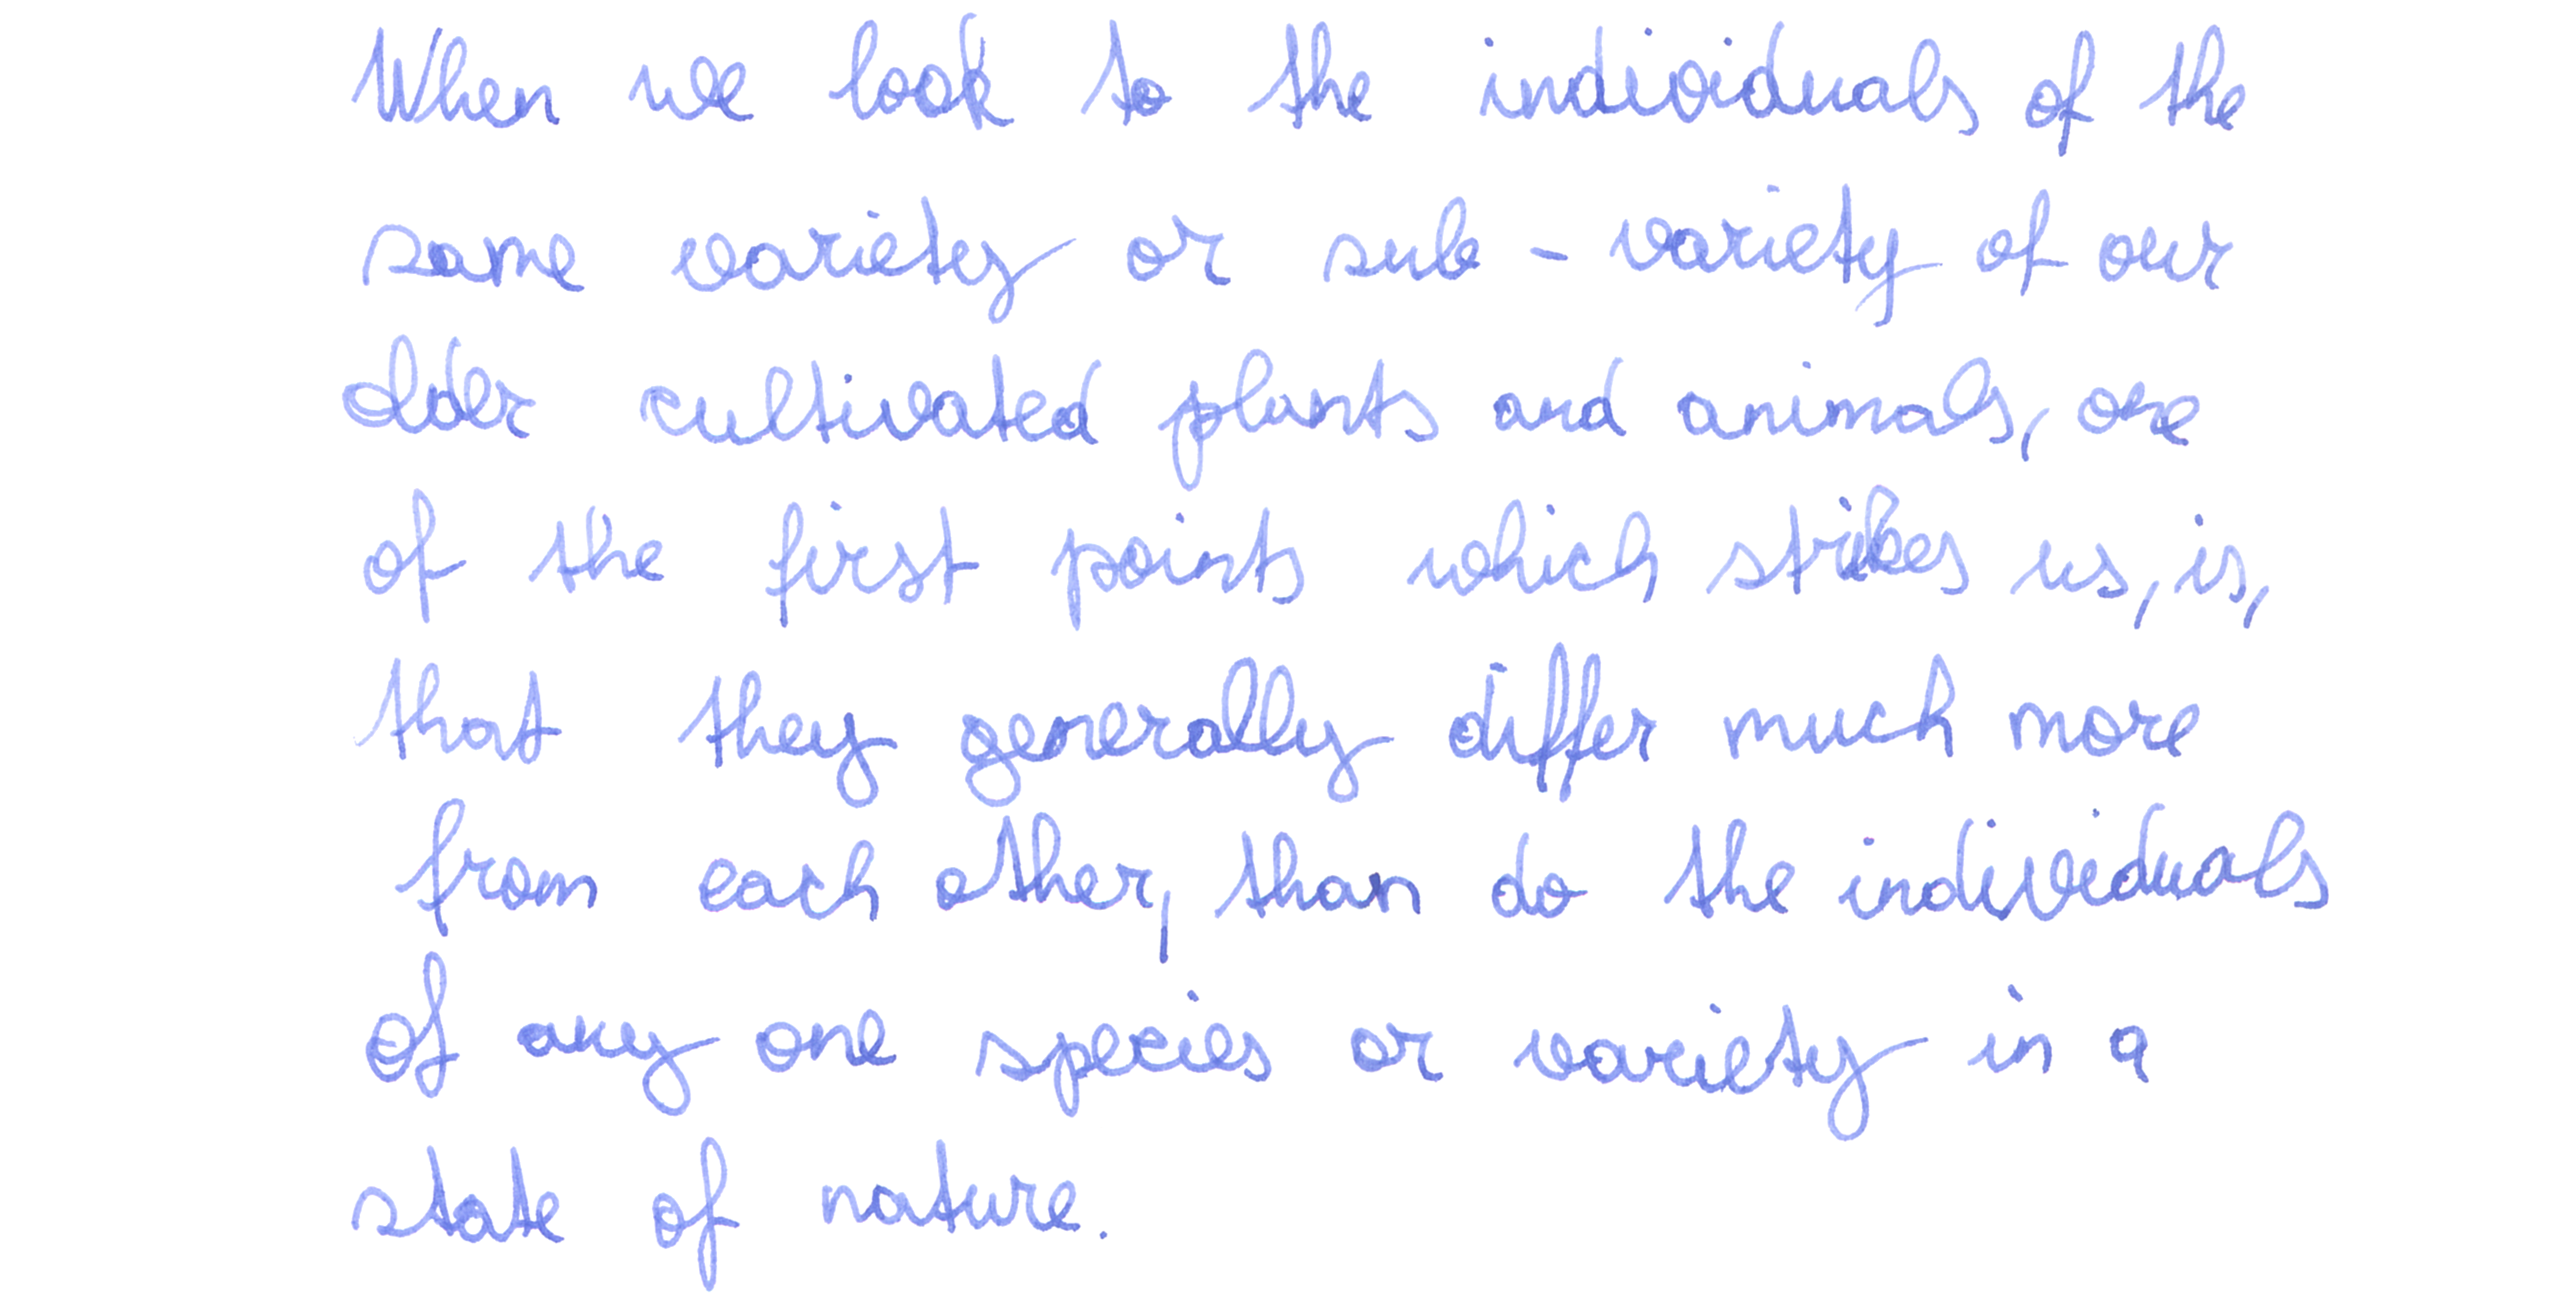 When we look to the individuals of the
same variety or sub-variety of our
older cultivated plants and animals, one
of the first points which strikes us, is,
that they generally differ much more
from each other, than do the individuals
of any one species or variety in a
state of nature.